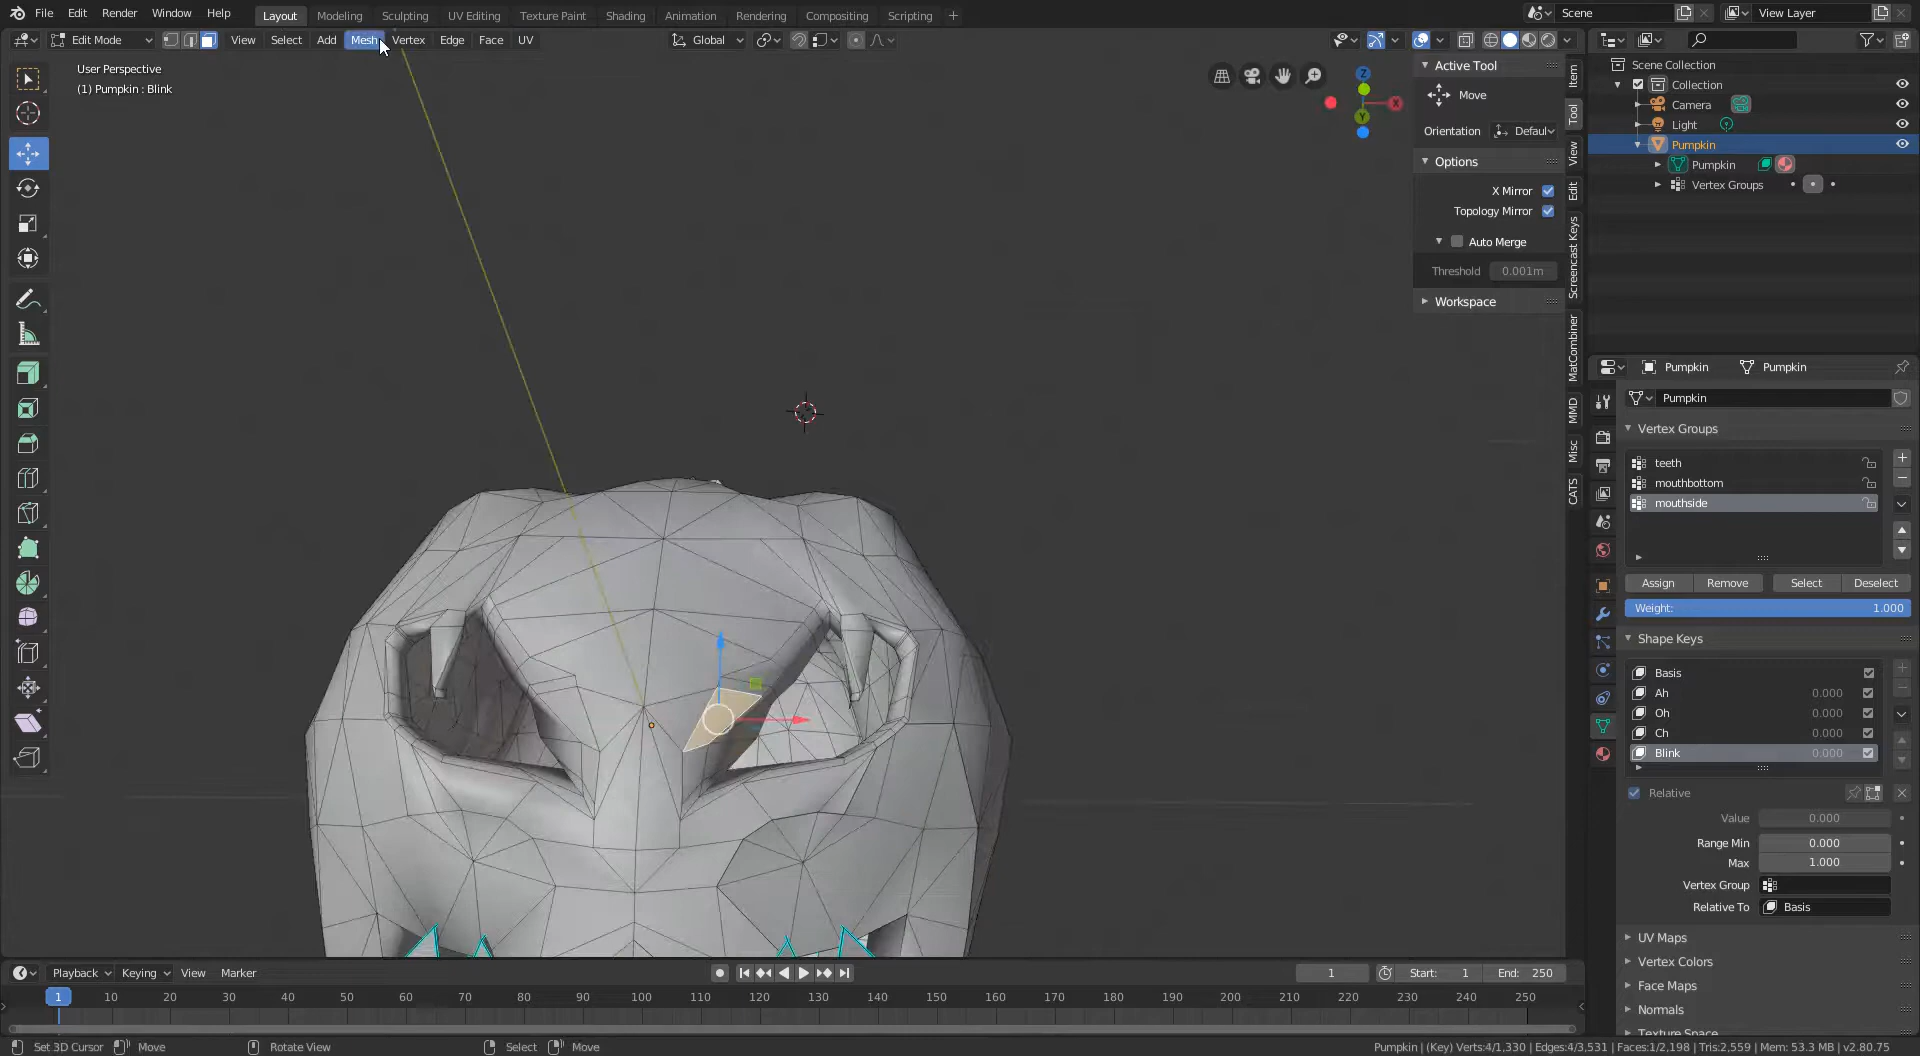 File Edit Render Window Help Layout Modeling Sculpting UV Editing Texture Paint Shading Animation Rendering Compositing Scripting + Scene View Layer
Edit Mode View Select Add Mesh Vertex Edge Face UV Global
User Perspective
(1) Pumpkin : Blink
Z
X
Y
Active Tool
Move
Orientation Defaul
Options
X Mirror
Topology Mirror
Auto Merge
Threshold 0.001m
Workspace
Item
Tool
View
Edit
Screencast Keys
MatCombiner
MMD
Misc
CATS
Scene Collection
Collection
Camera
Light
Pumpkin
Pumpkin
Vertex Groups
Pumpkin Pumpkin
Pumpkin
Vertex Groups
teeth
mouthbottom
mouthside
Assign Remove Select Deselect
Weight: 1.000
Shape Keys
Basis
Ah 0.000
Oh 0.000
Ch 0.000
Blink 0.000
Relative
Value 0.000
Range Min 0.000
Max 1.000
Vertex Group
Relative To Basis
UV Maps
Vertex Colors
Face Maps
Normals
Texture Space
Playback Keying View Marker 1 Start: 1 End: 250
1 10 20 30 40 50 60 70 80 90 100 110 120 130 140 150 160 170 180 190 200 210 220 230 240 250
Set 3D Cursor Move Rotate View Select Move Pumpkin | (Key) Verts:4/1,330 | Edges:4/3,531 | Faces:1/2,198 | Tris:2,559 | Mem: 53.3 MB | v2.80.75